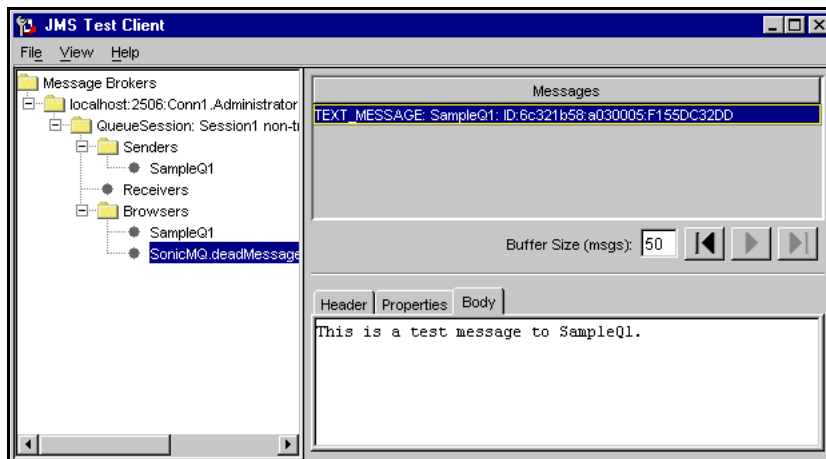 JMS Test Client
File View Help
Message Brokers
localhost:2506:Conn1.Administrator
QueueSession: Session1 non-t
Senders
SampleQ1
Receivers
Browsers
SampleQ1
SonicMQ.deadMessage
Messages
TEXT_MESSAGE: SampleQ1: ID:6c321b58:a030005:F155DC32DD
Buffer Size (msgs): 50
Header Properties Body
This is a test message to SampleQ1.